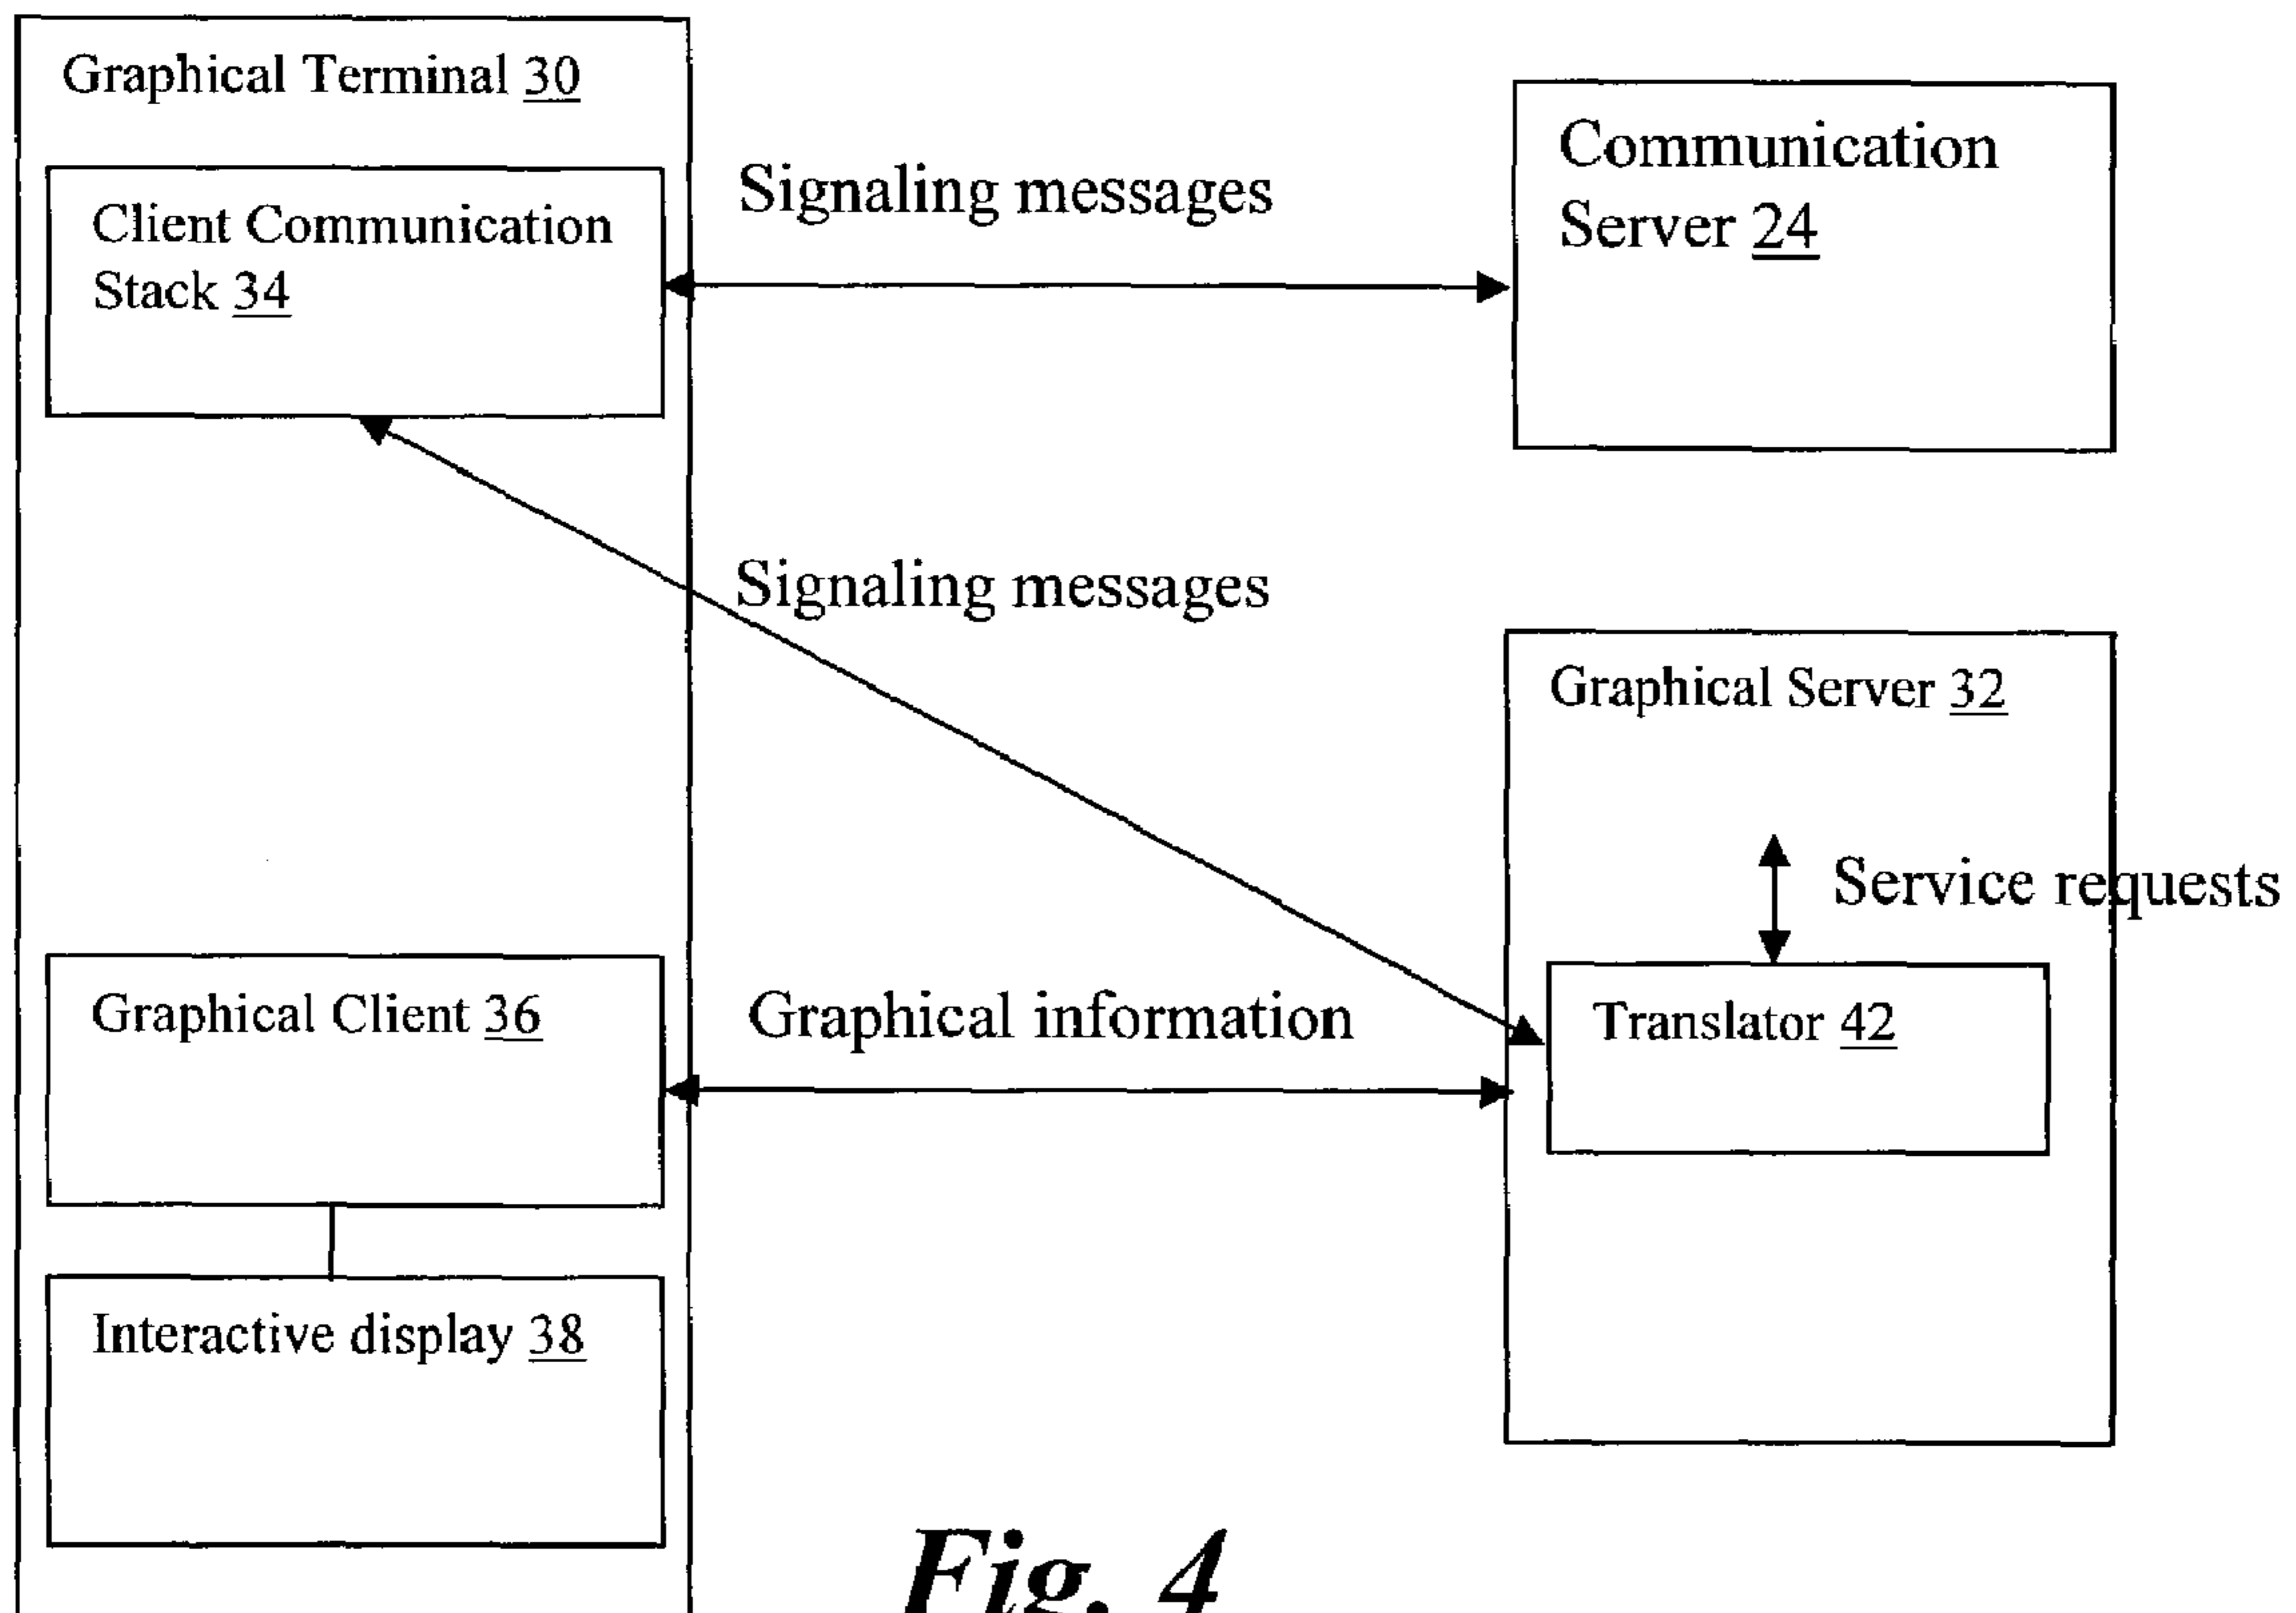 Graphical Terminal 30
Client Communication
Stack 34
Signaling messages
Communication
Server 24
Signaling messages
Graphical Server 32
Service requests
Graphical Client 36
Graphical information
Translator 42
Interactive display 38
Fig. 4